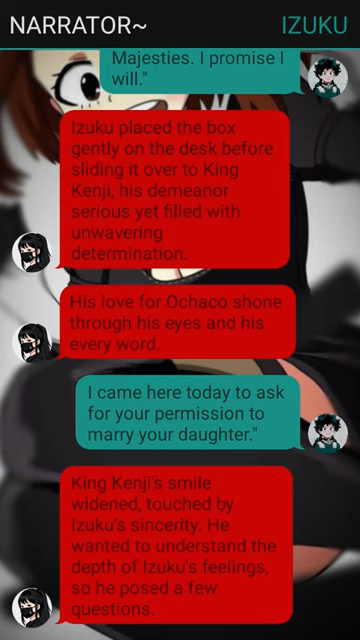 NARRATOR~ IZUKU
Majesties. I promise I
will."
Izuku placed the box
gently on the desk before
sliding it over to King
Kenji, his demeanor
serious yet filled with
unwavering
determination.
His love for Ochaco shone
through his eyes and his
every word.
I came here today to ask
for your permission to
marry your daughter."
King Kenji's smile
widened, touched by
Izuku's sincerity. He
wanted to understand the
depth of Izuku's feelings,
so he posed a few
questions.